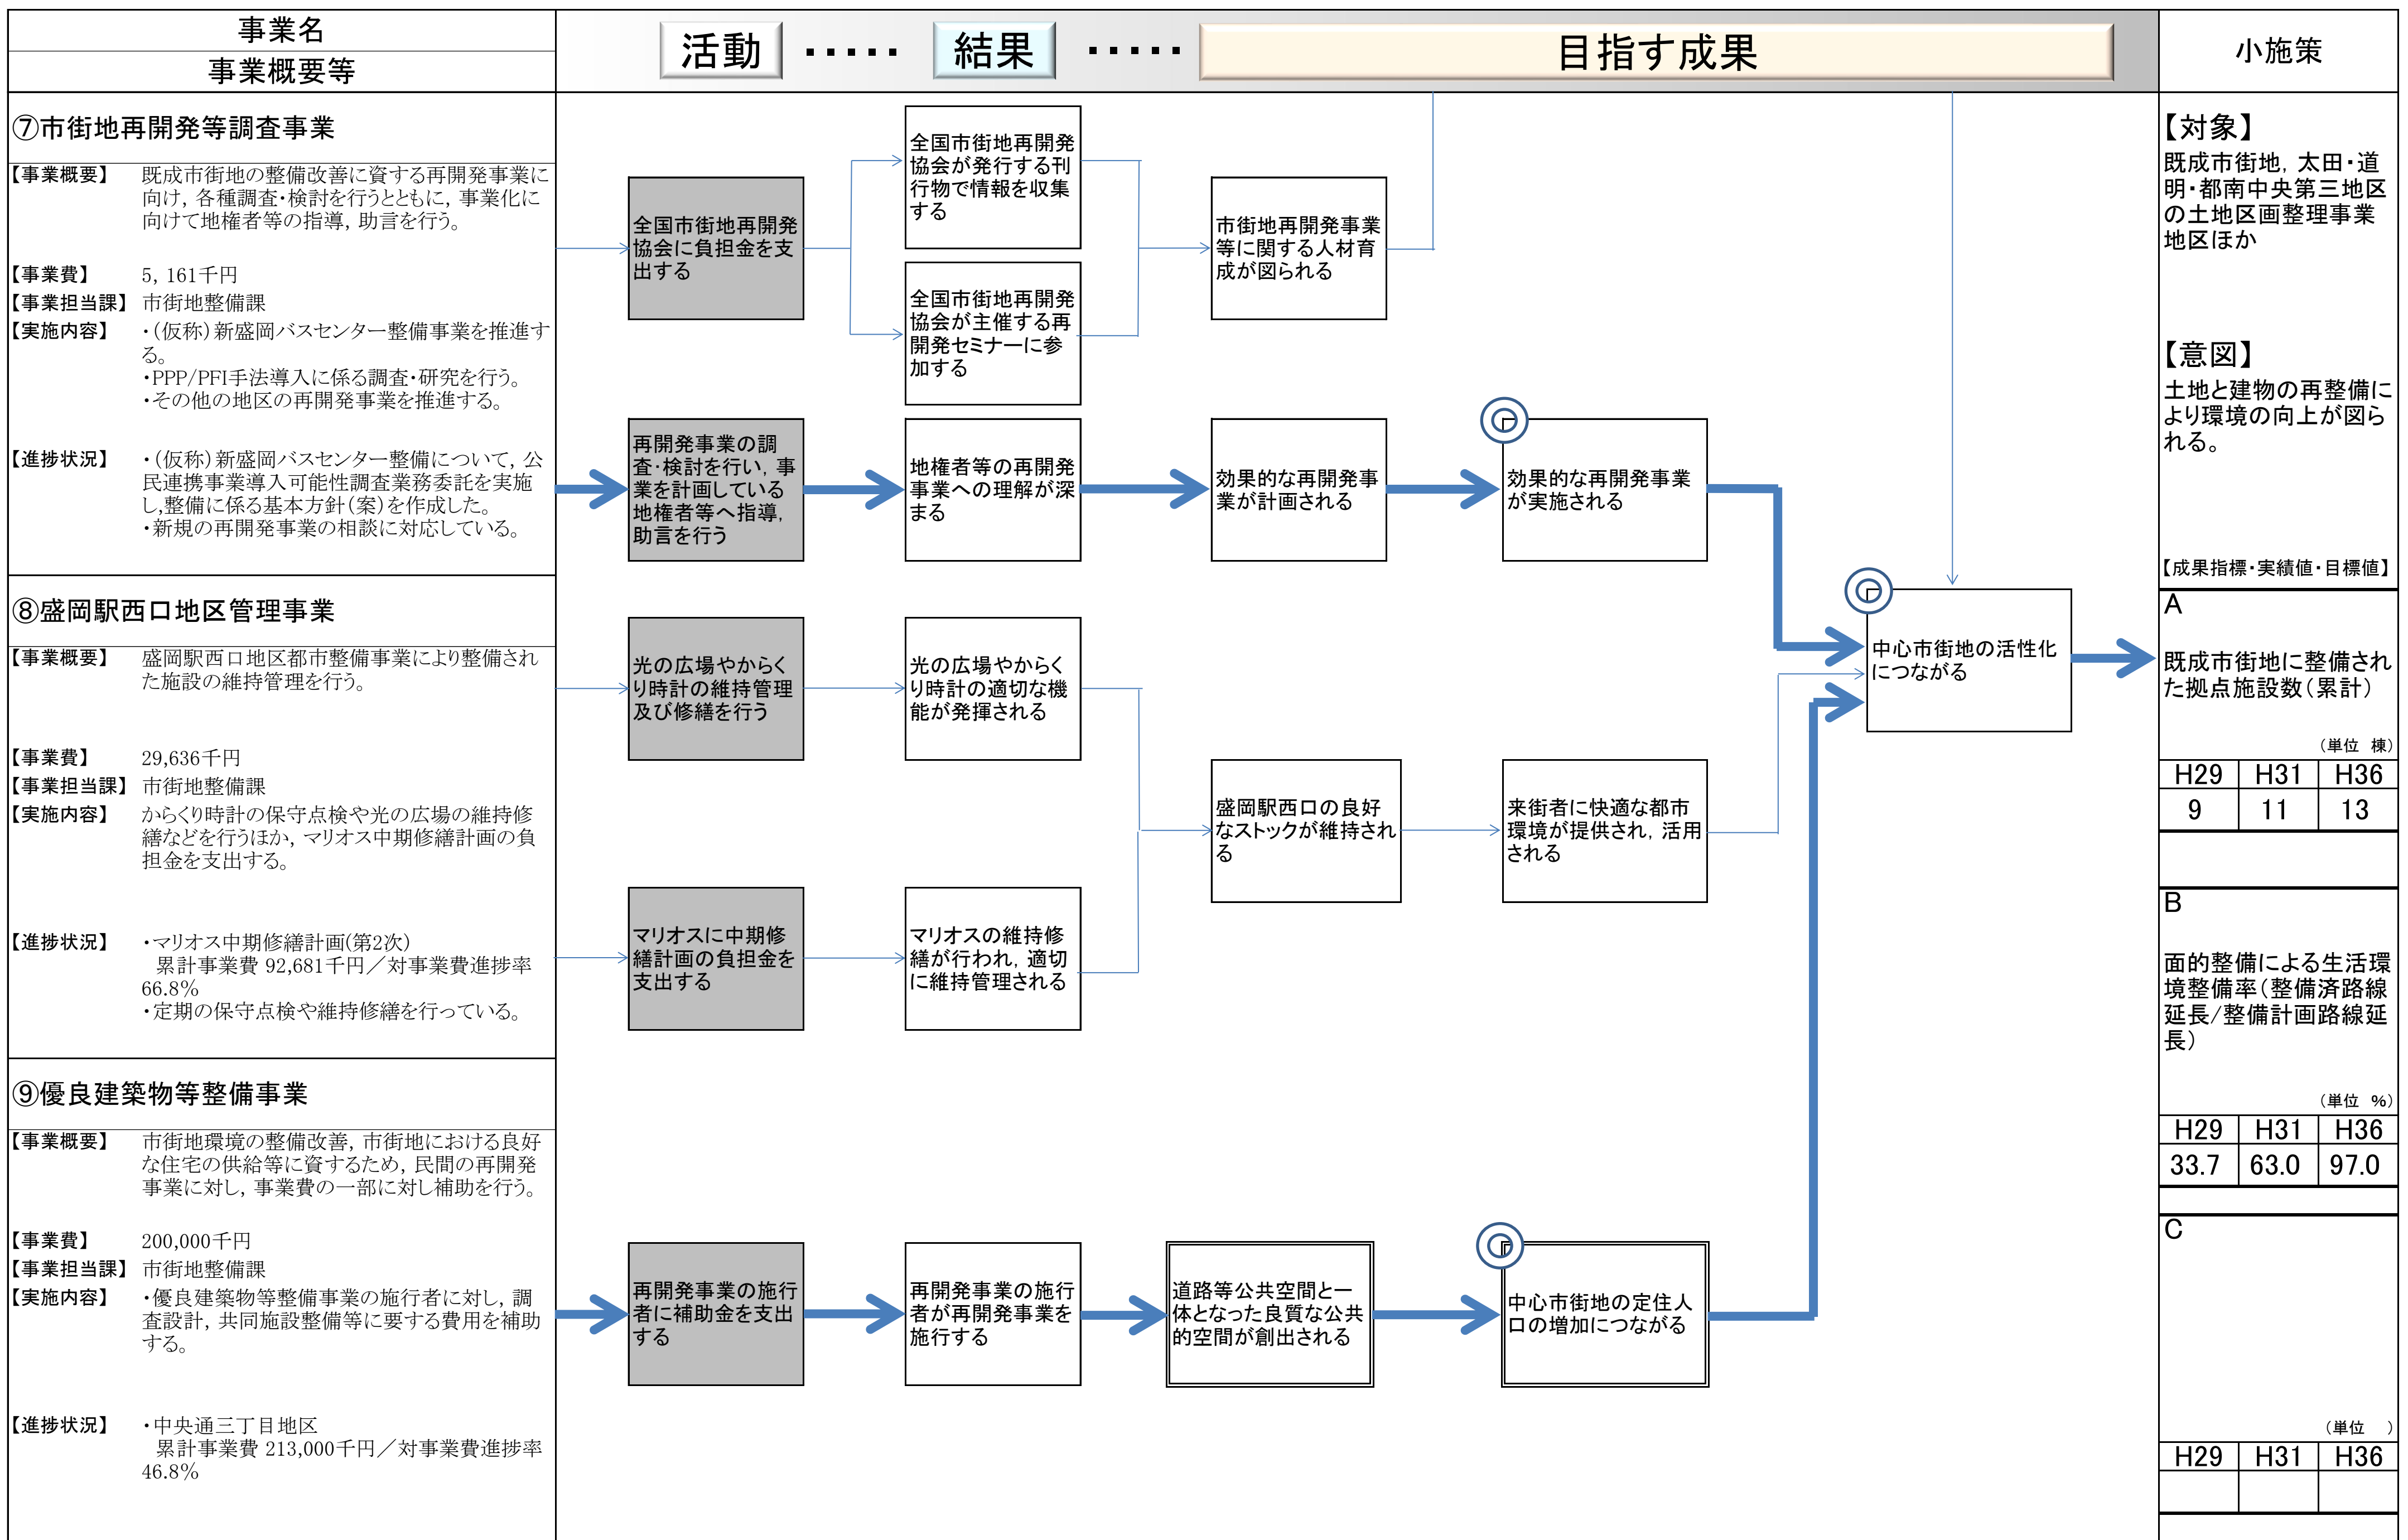 事業名
事業概要等
活動
・・・・・
結果
・・・・・
目指す成果
小施策
⑦市街地再開発等調査事業
【事業概要】
既成市街地の整備改善に資する再開発事業に
向け，各種調査・検討を行うとともに，事業化に
向けて地権者等の指導，助言を行う。
【事業費】
5，161千円
【事業担当課】
市街地整備課
【実施内容】
・（仮称）新盛岡バスセンター整備事業を推進す
る。
・PPP/PFI手法導入に係る調査・研究を行う。
・その他の地区の再開発事業を推進する。
【進捗状況】
・（仮称）新盛岡バスセンター整備について，公
民連携事業導入可能性調査業務委託を実施
し,整備に係る基本方針（案）を作成した。
・新規の再開発事業の相談に対応している。
全国市街地再開発
協会に負担金を支
出する
全国市街地再開発
協会が発行する刊
行物で情報を収集
する
全国市街地再開発
協会が主催する再
開発セミナーに参
加する
市街地再開発事業
等に関する人材育
成が図られる
再開発事業の調
査・検討を行い，事
業を計画している
地権者等へ指導，
助言を行う
地権者等の再開発
事業への理解が深
まる
効果的な再開発事
業が計画される
効果的な再開発事業
が実施される
⑧盛岡駅西口地区管理事業
【事業概要】
盛岡駅西口地区都市整備事業により整備され
た施設の維持管理を行う。
【事業費】
29,636千円
【事業担当課】
市街地整備課
【実施内容】
からくり時計の保守点検や光の広場の維持修
繕などを行うほか，マリオス中期修繕計画の負
担金を支出する。
【進捗状況】
・マリオス中期修繕計画(第2次)
累計事業費 92,681千円／対事業費進捗率
66.8％
・定期の保守点検や維持修繕を行っている。
光の広場やからく
り時計の維持管理
及び修繕を行う
光の広場やからく
り時計の適切な機
能が発揮される
マリオスに中期修
繕計画の負担金を
支出する
マリオスの維持修
繕が行われ，適切
に維持管理される
盛岡駅西口の良好
なストックが維持され
る
来街者に快適な都市
環境が提供され，活用
される
中心市街地の活性化
につながる
⑨優良建築物等整備事業
【事業概要】
市街地環境の整備改善，市街地における良好
な住宅の供給等に資するため，民間の再開発
事業に対し，事業費の一部に対し補助を行う。
【事業費】
200,000千円
【事業担当課】
市街地整備課
【実施内容】
・優良建築物等整備事業の施行者に対し，調
査設計，共同施設整備等に要する費用を補助
する。
【進捗状況】
・中央通三丁目地区
累計事業費 213,000千円／対事業費進捗率
46.8％
再開発事業の施行
者に補助金を支出
する
再開発事業の施行
者が再開発事業を
施行する
道路等公共空間と一
体となった良質な公共
的空間が創出される
中心市街地の定住人
口の増加につながる
【対象】
既成市街地，太田・道
明・都南中央第三地区
の土地区画整理事業
地区ほか
【意図】
土地と建物の再整備に
より環境の向上が図ら
れる。
【成果指標・実績値・目標値】
A
既成市街地に整備され
た拠点施設数（累計）
（単位　棟）
H29 H31 H36
9 11 13
B
面的整備による生活環
境整備率（整備済路線
延長/整備計画路線延
長）
（単位　％）
H29 H31 H36
33.7 63.0 97.0
C
（単位　　）
H29 H31 H36